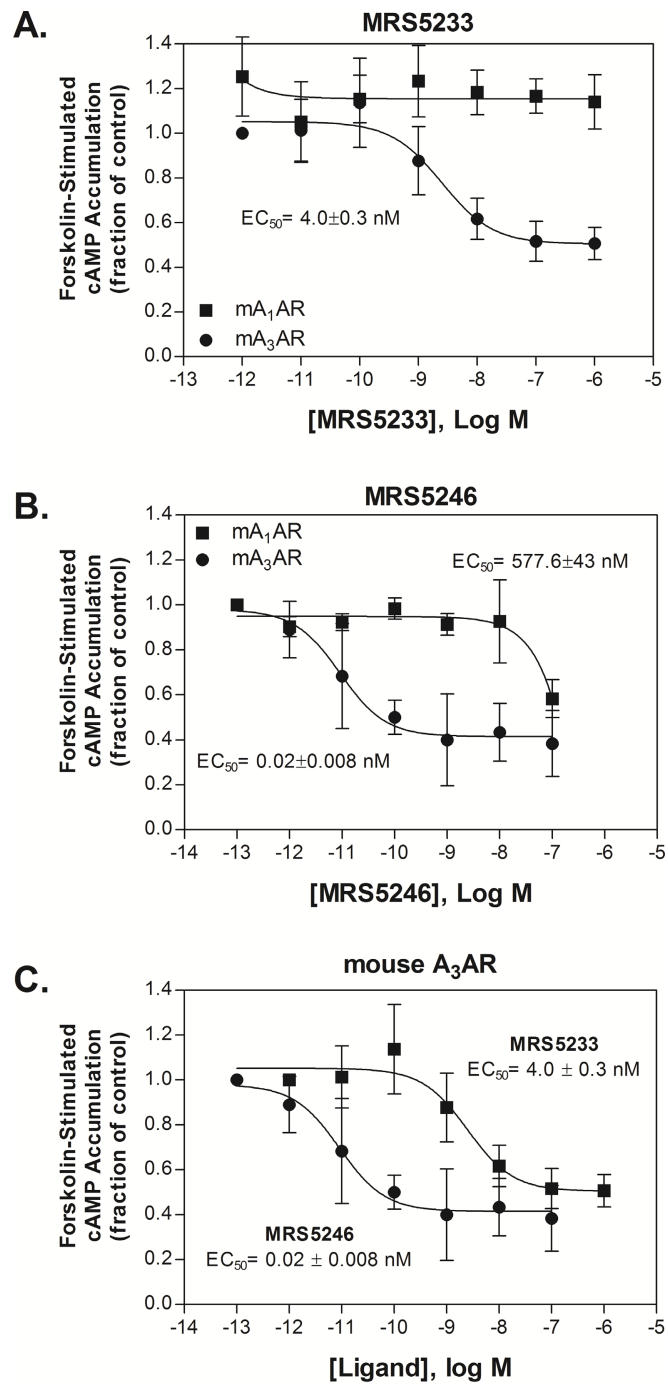 A.
MRS5233
Forskolin-Stimulated
cAMP Accumulation
(fraction of control)
1.4
1.2
1.0
0.8
0.6
0.4
0.2
0.0
EC₅₀= 4.0±0.3 nM
mA₁AR
mA₃AR
-13 -12 -11 -10 -9 -8 -7 -6 -5
[MRS5233], Log M
B.
MRS5246
Forskolin-Stimulated
cAMP Accumulation
(fraction of control)
1.4
1.2
1.0
0.8
0.6
0.4
0.2
0.0
mA₁AR
mA₃AR
EC₅₀= 577.6±43 nM
EC₅₀= 0.02±0.008 nM
-14 -13 -12 -11 -10 -9 -8 -7 -6 -5
[MRS5246], Log M
C.
mouse A₃AR
Forskolin-Stimulated
cAMP Accumulation
(fraction of control)
1.4
1.2
1.0
0.8
0.6
0.4
0.2
0.0
MRS5233
EC₅₀= 4.0 ± 0.3 nM
MRS5246
EC₅₀= 0.02 ± 0.008 nM
-14 -13 -12 -11 -10 -9 -8 -7 -6 -5
[Ligand], log M